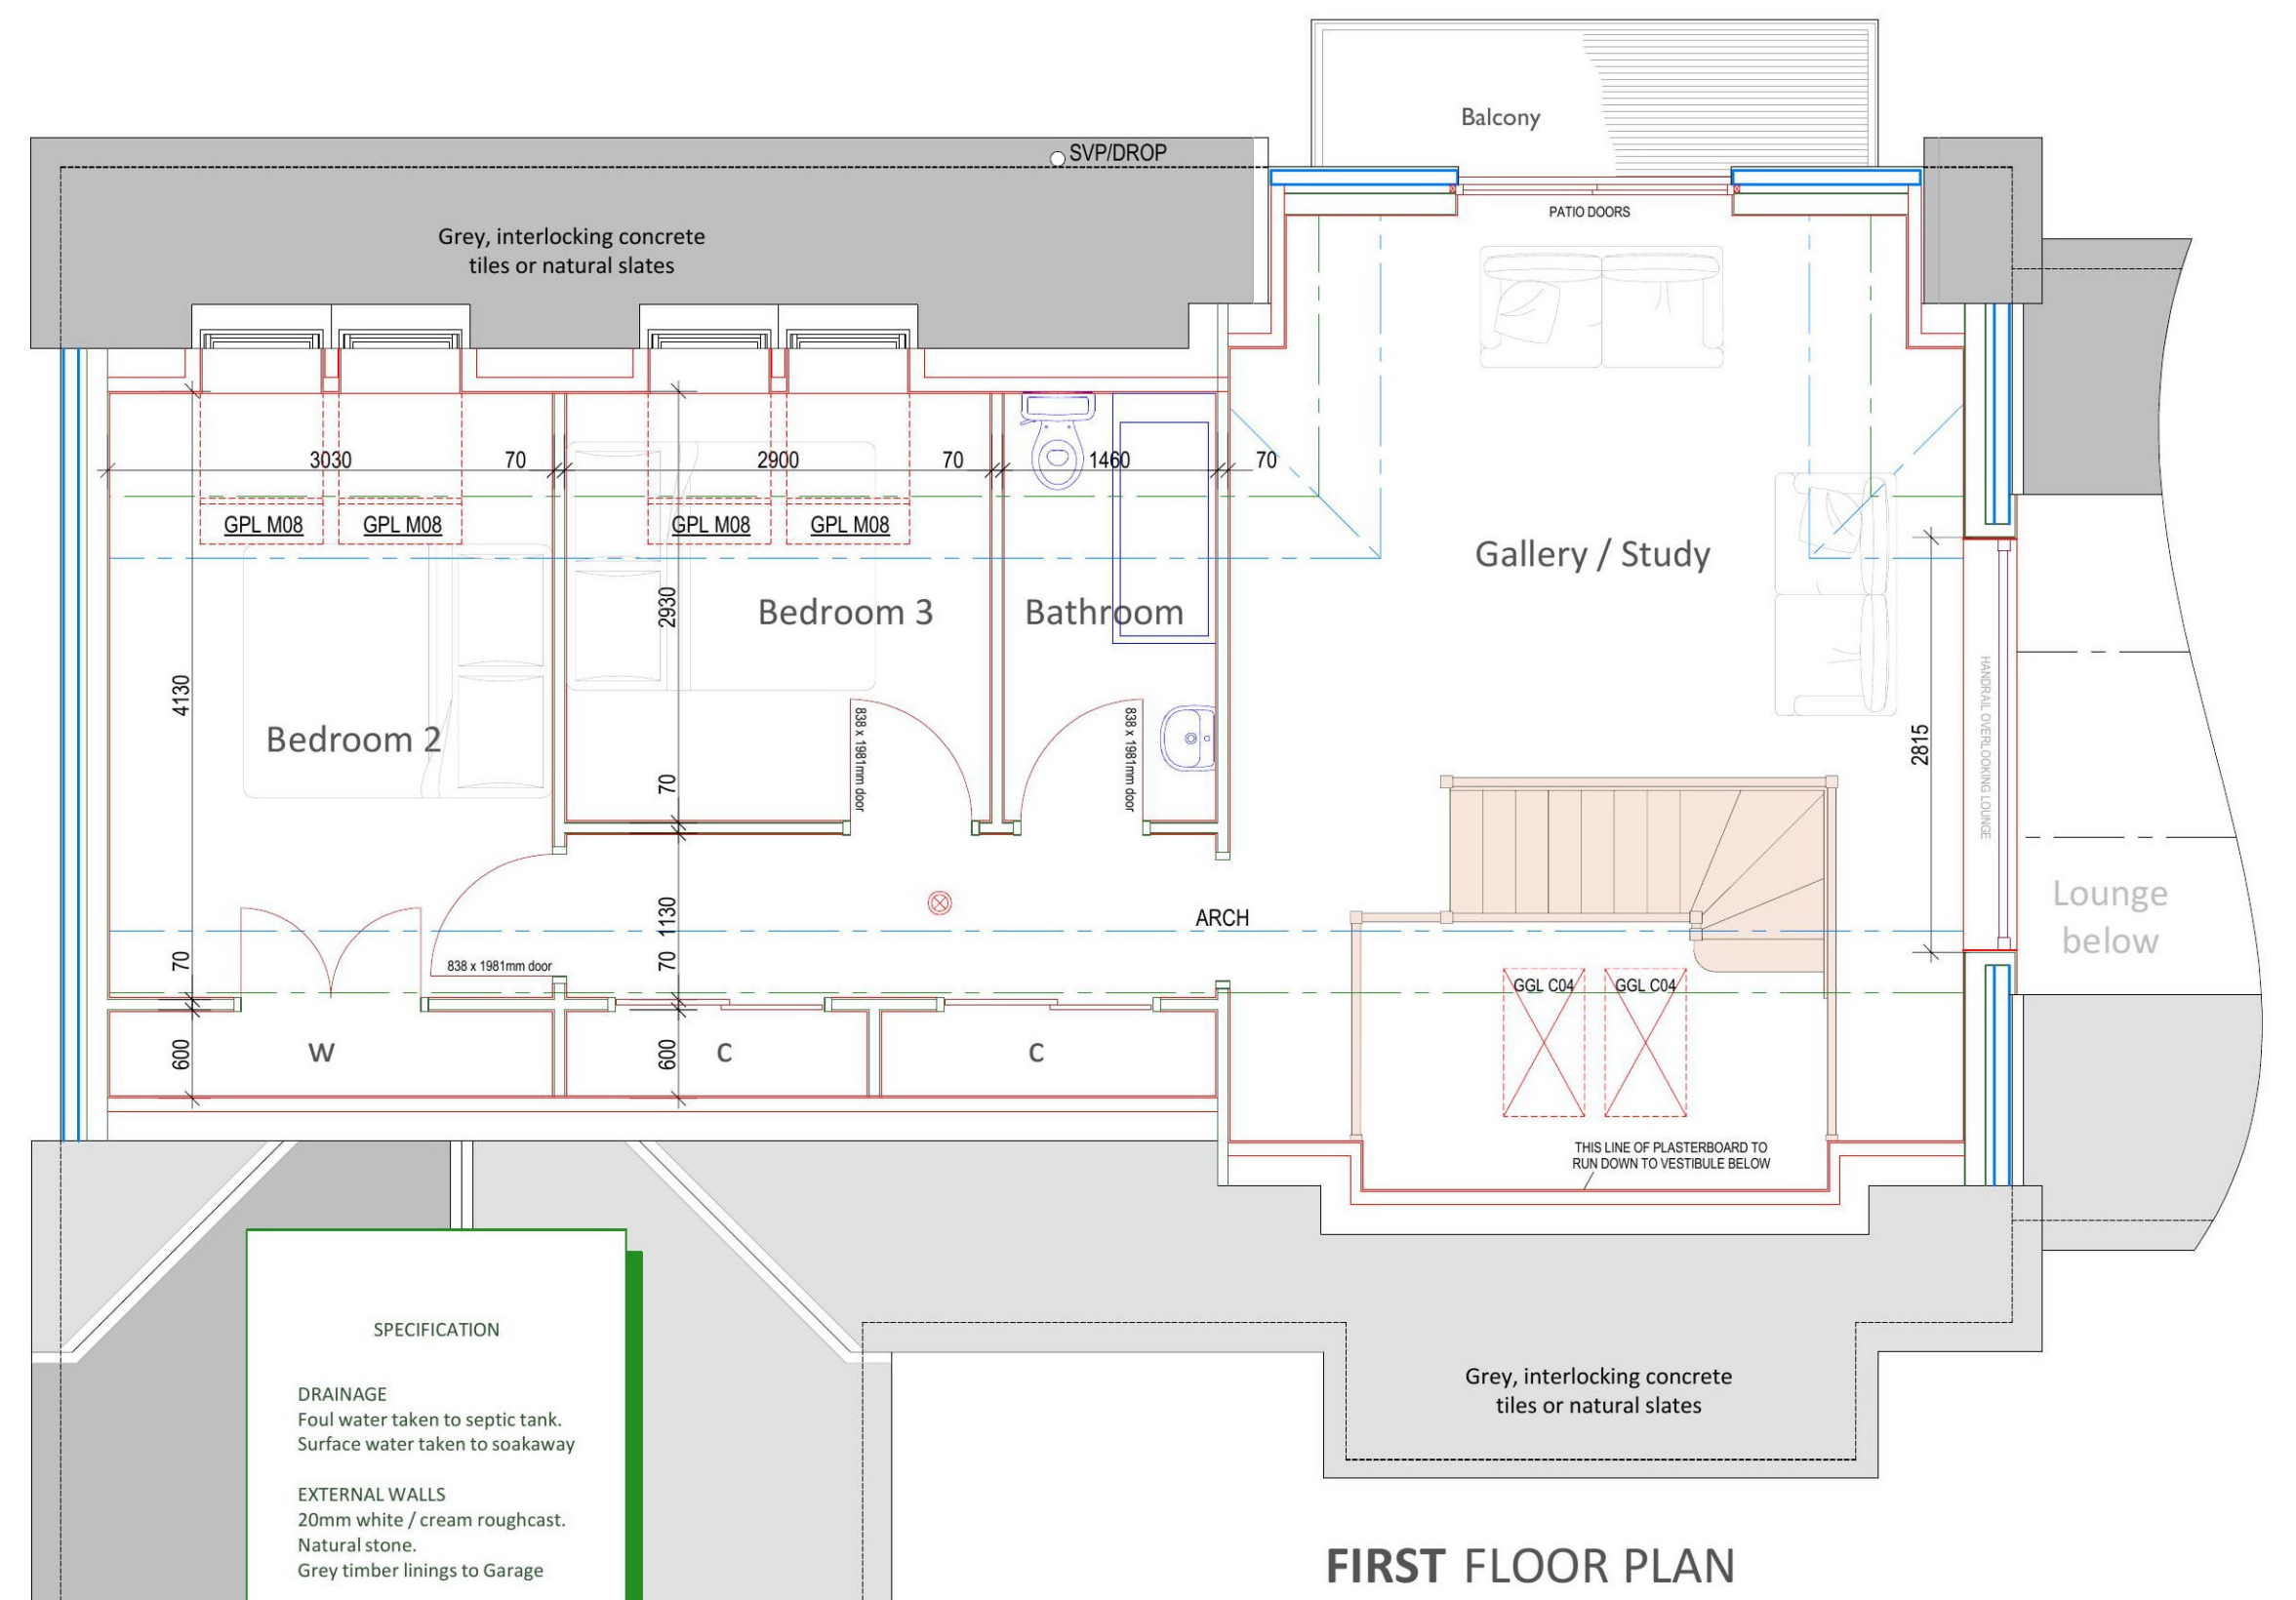 Balcony
SVP/DROP
PATIO DOORS
Grey, interlocking concrete
tiles or natural slates
3030
70
2900
70
1460
70
GPL M08
GPL M08
GPL M08
GPL M08
Gallery / Study
2930
Bedroom 3
Bathroom
4130
Bedroom 2
838 x 1981mm door
838 x 1981mm door
2815
HANDRAIL OVERLOOKING LOUNGE
70
Lounge
below
1130
ARCH
70
838 x 1981mm door
70
GGL C04
GGL C04
600
W
600
C
C
THIS LINE OF PLASTERBOARD TO
RUN DOWN TO VESTIBULE BELOW
SPECIFICATION
DRAINAGE
Foul water taken to septic tank.
Surface water taken to soakaway
EXTERNAL WALLS
20mm white / cream roughcast.
Natural stone.
Grey timber linings to Garage
Grey, interlocking concrete
tiles or natural slates
FIRST FLOOR PLAN